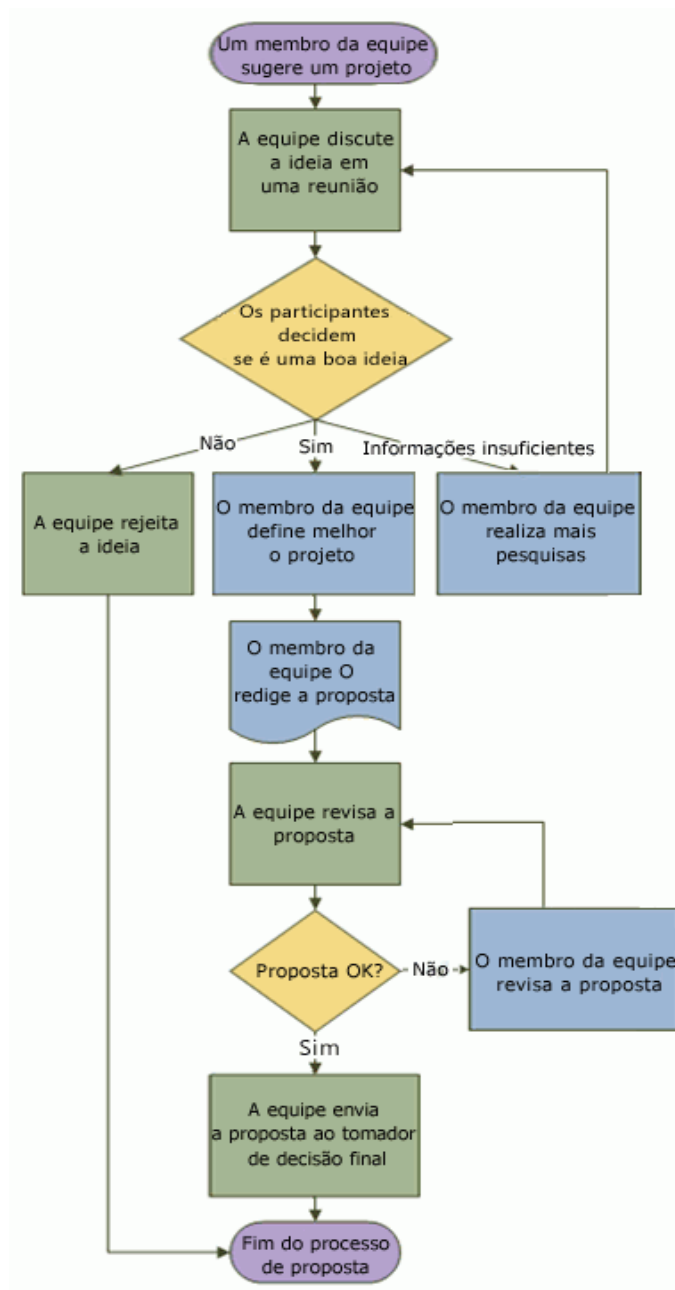 Um membro da equipe
sugere um projeto
A equipe discute
a ideia em
uma reunião
Os participantes
decidem
se é uma boa ideia
Não
Sim
Informações insuficientes
A equipe rejeita
a ideia
O membro da equipe
define melhor
o projeto
O membro da equipe
realiza mais
pesquisas
O membro da
equipe O
redige a proposta
A equipe revisa a
proposta
Proposta OK?
Não
O membro da equipe
revisa a proposta
Sim
A equipe envia
a proposta ao tomador
de decisão final
Fim do processo
de proposta